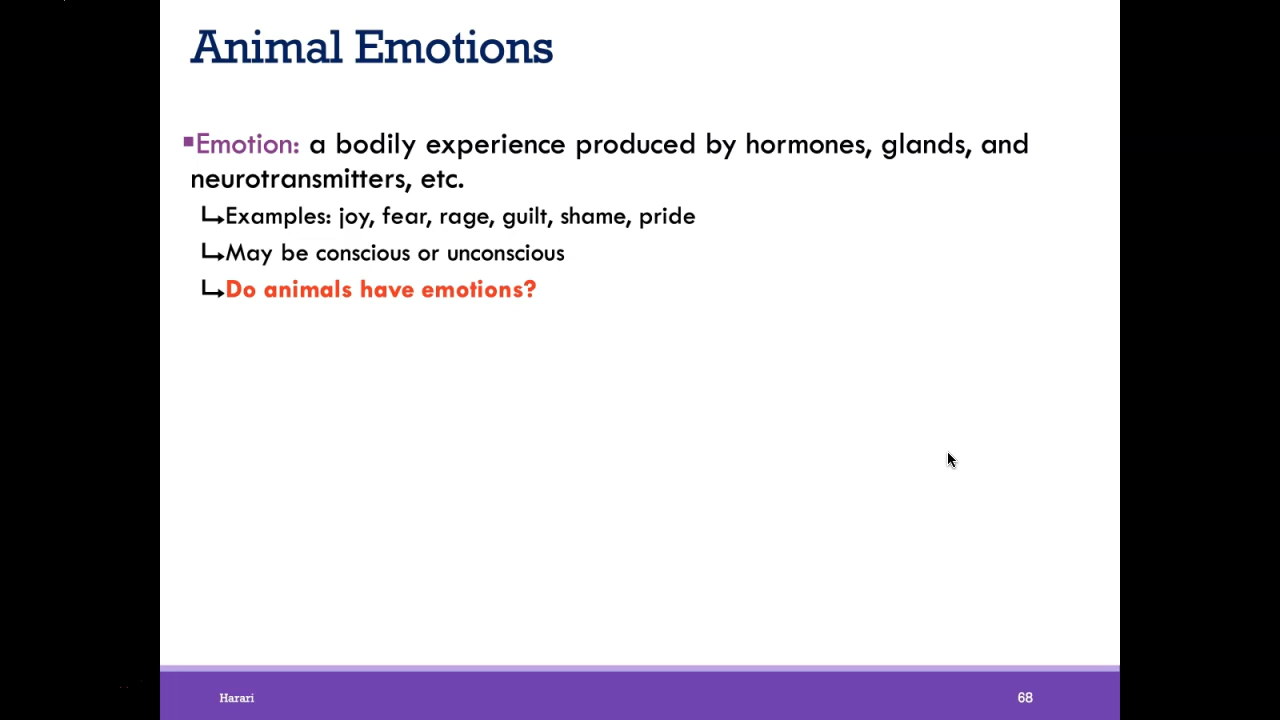 Animal Emotions
▪Emotion: a bodily experience produced by hormones, glands, and
neurotransmitters, etc.
↳Examples: joy, fear, rage, guilt, shame, pride
↳May be conscious or unconscious
↳Do animals have emotions?
Harari
68